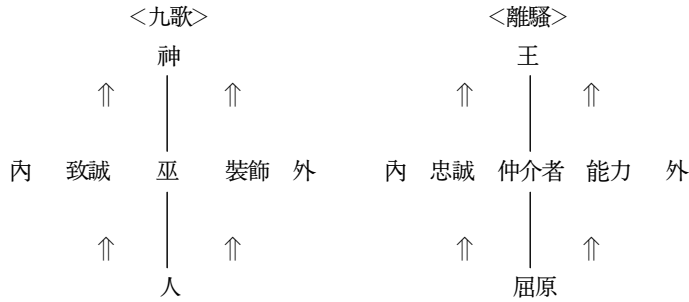 <九歌> <離騷>
神 王
⇑ ⇑ ⇑ ⇑
內 致誠 巫 裝飾 外 內 忠誠 仲介者 能力 外
⇑ ⇑ ⇑ ⇑
人 屈原